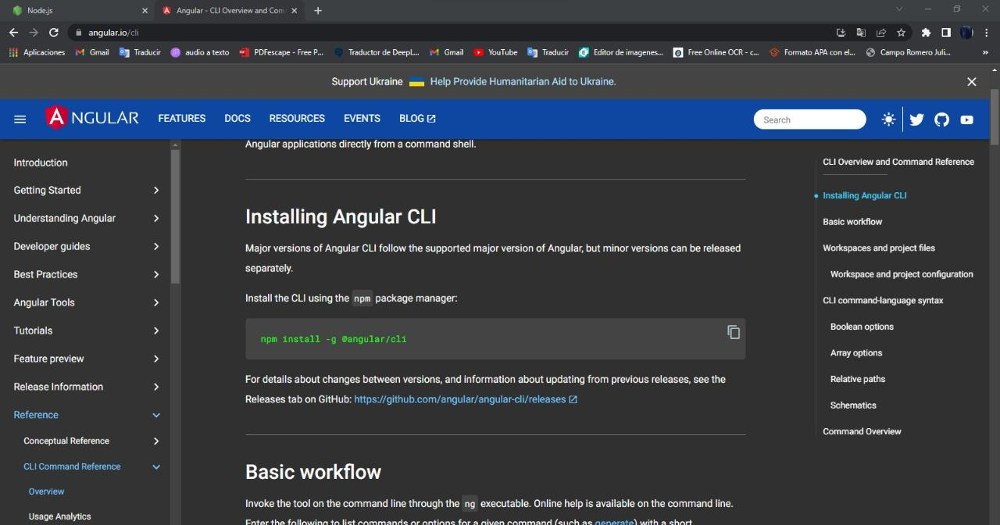 Node.js
Angular - CLI Overview and Com
angular.io/cli
Aplicaciones
Gmail
Traducir
audio a texto
PDFescape - Free P...
Traductor de DeepL...
Gmail
YouTube
Traducir
Editor de imagenes...
Free Online OCR - c...
Formato APA con el...
Campo Romero Juli...
»
Support Ukraine
Help Provide Humanitarian Aid to Ukraine.
A
NGULAR
FEATURES
DOCS
RESOURCES
EVENTS
BLOG
Search
Introduction
Getting Started
Understanding Angular
Developer guides
Best Practices
Angular Tools
Tutorials
Feature preview
Release Information
Reference
Conceptual Reference
CLI Command Reference
Overview
Usage Analytics
Angular applications directly from a command shell.
Installing Angular CLI
Major versions of Angular CLI follow the supported major version of Angular, but minor versions can be released
separately.
Install the CLI using the npm package manager:
npm install -g @angular/cli
For details about changes between versions, and information about updating from previous releases, see the
Releases tab on GitHub: https://github.com/angular/angular-cli/releases
Basic workflow
Invoke the tool on the command line through the ng executable. Online help is available on the command line.
Enter the following to list commands or options for a given command (such as generate) with a short
CLI Overview and Command Reference
Installing Angular CLI
Basic workflow
Workspaces and project files
Workspace and project configuration
CLI command-language syntax
Boolean options
Array options
Relative paths
Schematics
Command Overview